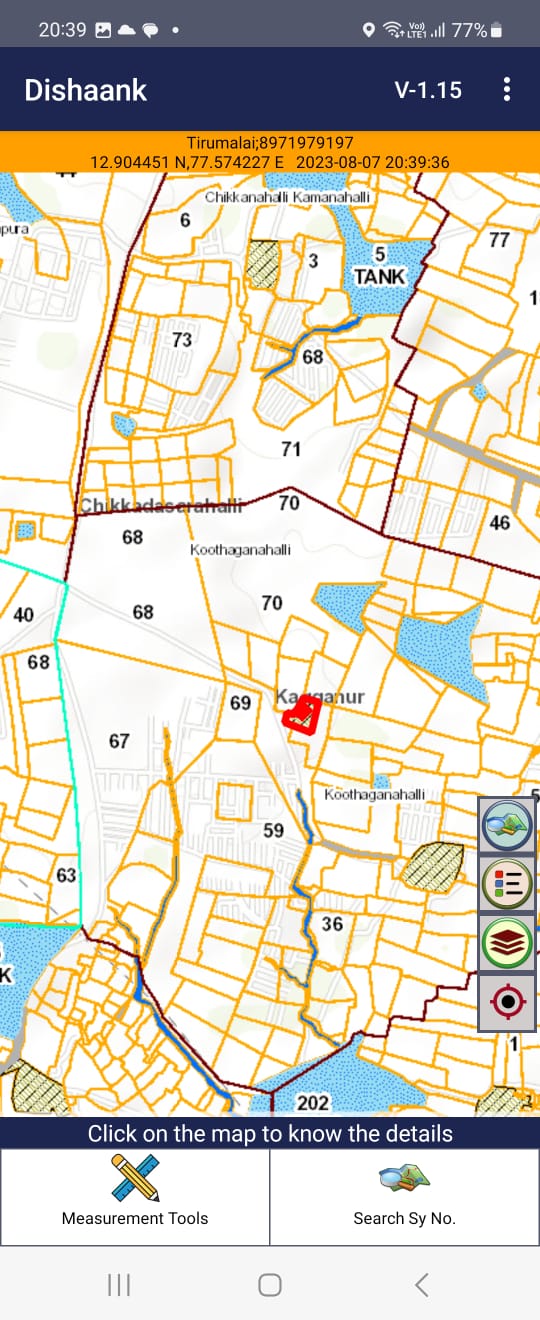 20:39 Vo)) LTE1 77%
Dishaank V-1.15
Tirumalai;8971979197
12.904451 N,77.574227 E 2023-08-07 20:39:36
Chikkanahalli Kamanahalli
6
pura
77
3
5
TANK
73
68
71
Chikkadaserahalli
70
46
68
Koothaganahalli
70
40
68
68
Kagganur
69
67
Koothaganahalli
59
63
36
K
1
202
Click on the map to know the details
Measurement Tools Search Sy No.